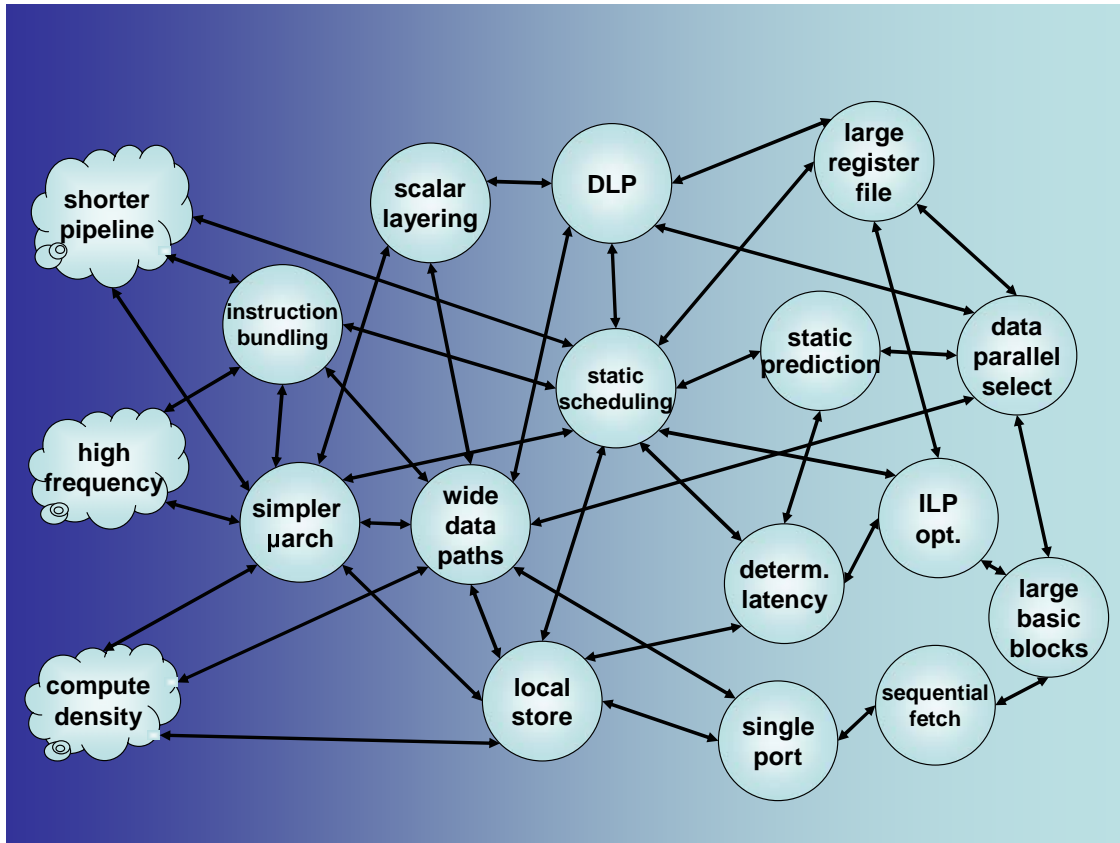 shorter
pipeline
scalar
layering
DLP
large
register
file
instruction
bundling
static
scheduling
static
prediction
data
parallel
select
high
frequency
simpler
µarch
wide
data
paths
ILP
opt.
determ.
latency
large
basic
blocks
compute
density
local
store
single
port
sequential
fetch